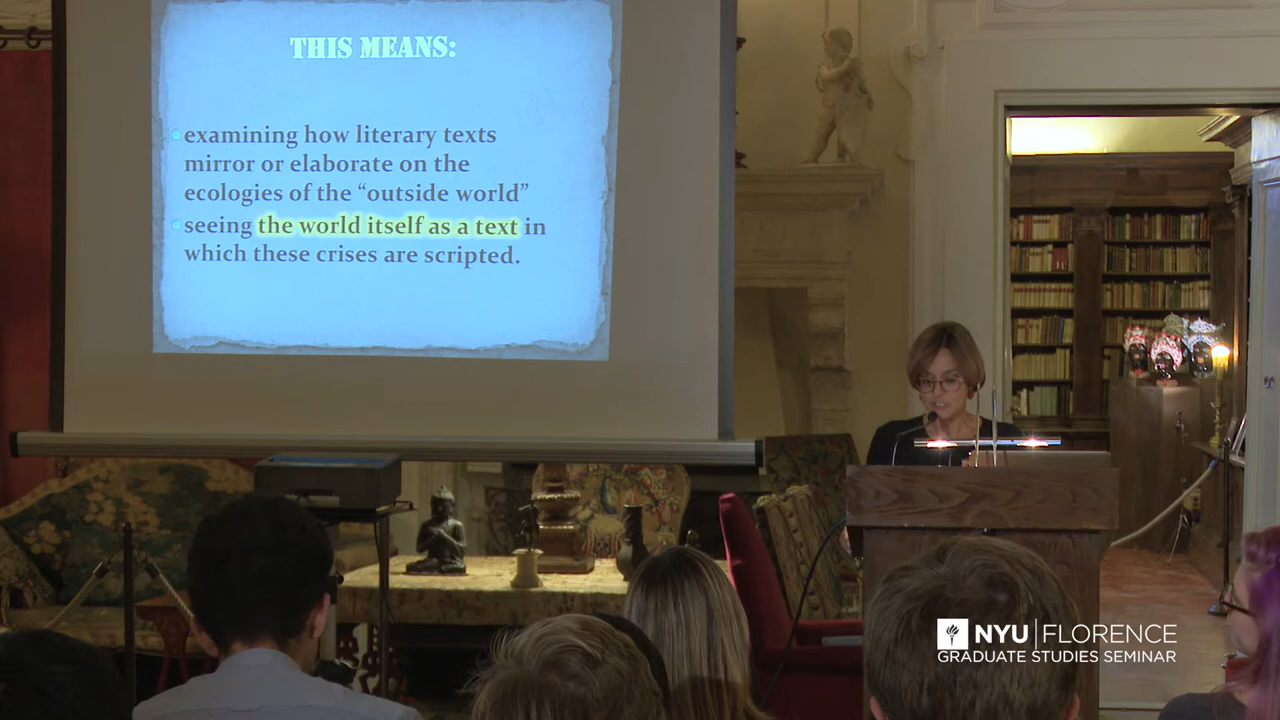 THIS MEANS:
examining how literary texts
mirror or elaborate on the
ecologies of the “outside world”
seeing the world itself as a text in
which these crises are scripted.
NYU FLORENCE
GRADUATE STUDIES SEMINAR